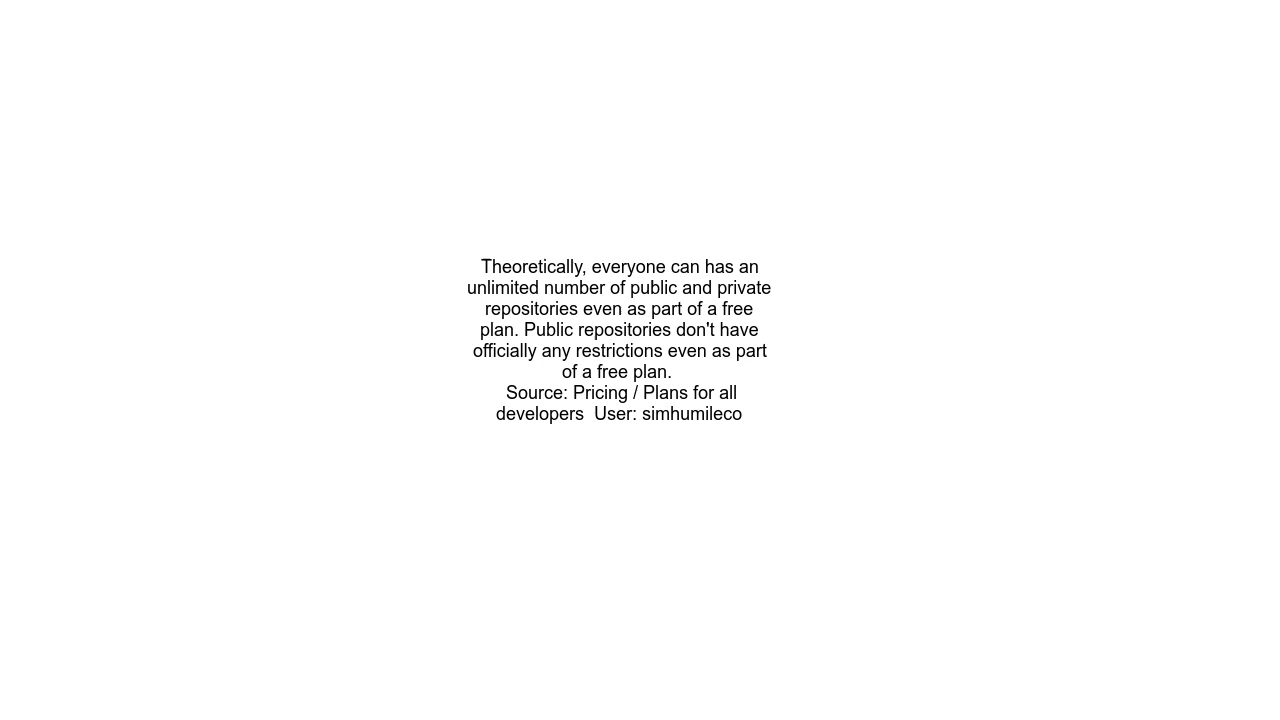 Theoretically, everyone can has an
unlimited number of public and private
repositories even as part of a free
plan. Public repositories don't have
officially any restrictions even as part
of a free plan.
Source: Pricing / Plans for all
developers  User: simhumileco